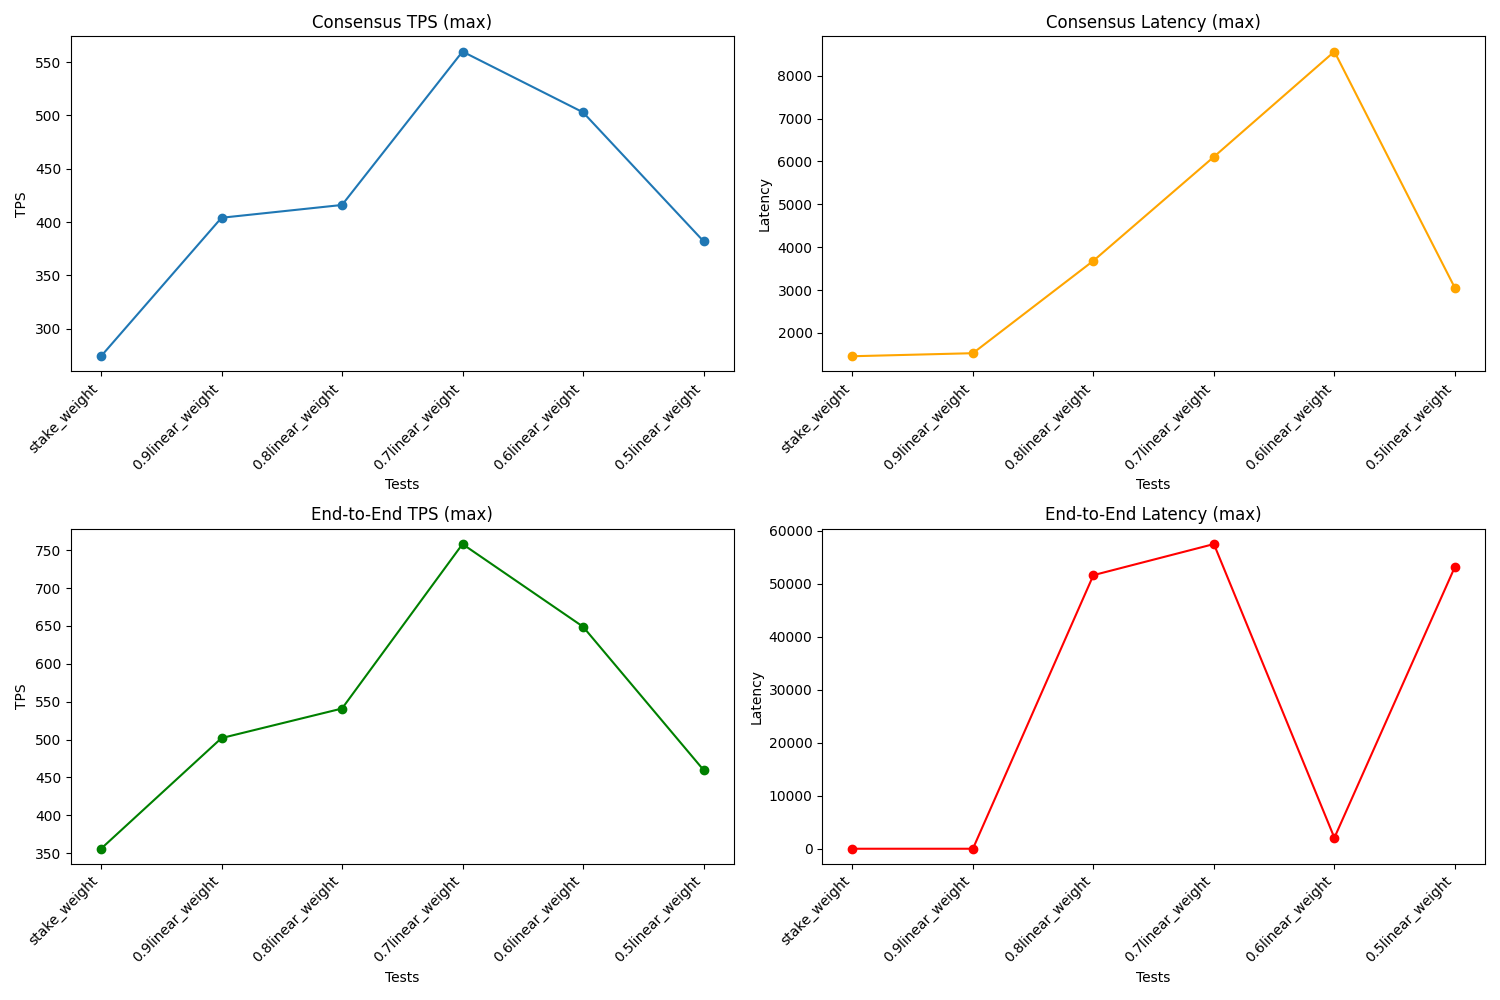 Consensus TPS (max)
TPS
550
500
450
400
350
300
stake_weight
0.9linear_weight
0.8linear_weight
0.7linear_weight
0.6linear_weight
0.5linear_weight
Tests
Consensus Latency (max)
Latency
8000
7000
6000
5000
4000
3000
2000
stake_weight
0.9linear_weight
0.8linear_weight
0.7linear_weight
0.6linear_weight
0.5linear_weight
Tests
End-to-End TPS (max)
TPS
750
700
650
600
550
500
450
400
350
stake_weight
0.9linear_weight
0.8linear_weight
0.7linear_weight
0.6linear_weight
0.5linear_weight
Tests
End-to-End Latency (max)
Latency
60000
50000
40000
30000
20000
10000
0
stake_weight
0.9linear_weight
0.8linear_weight
0.7linear_weight
0.6linear_weight
0.5linear_weight
Tests